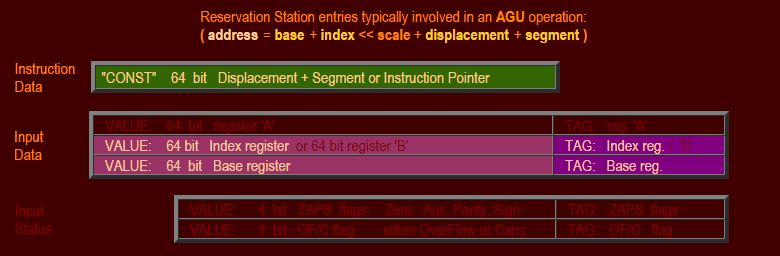 Reservation Station entries typically involved in an AGU operation:
( address = base + index << scale + displacement + segment )
Instruction
Data
"CONST" 64 bit Displacement + Segment or Instruction Pointer
Input
Data
VALUE: 64 bit register 'A' TAG: reg. 'A'
VALUE: 64 bit Index register or 64 bit register 'B' TAG: Index reg. / 'B'
VALUE: 64 bit Base register TAG: Base reg.
Input
Status
VALUE: 4 bit ZAPS flags: Zero, Aux, Parity, Sign TAG: ZAPS flags
VALUE: 1 bit OF/C flag: either OverFlow or Carry TAG: OF/C flag